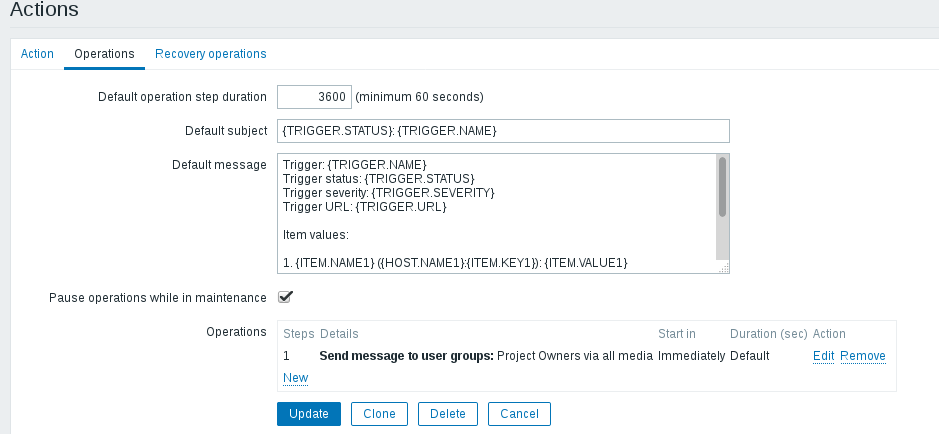 Actions
Action Operations Recovery operations
Default operation step duration 3600 (minimum 60 seconds)
Default subject {TRIGGER.STATUS}: {TRIGGER.NAME}
Default message Trigger: {TRIGGER.NAME}
Trigger status: {TRIGGER.STATUS}
Trigger severity: {TRIGGER.SEVERITY}
Trigger URL: {TRIGGER.URL}
Item values:
1. {ITEM.NAME1} ({HOST.NAME1}:{ITEM.KEY1}): {ITEM.VALUE1}
Pause operations while in maintenance
Operations Steps Details Start in Duration (sec) Action
1 Send message to user groups: Project Owners via all media Immediately Default Edit Remove
New
Update Clone Delete Cancel